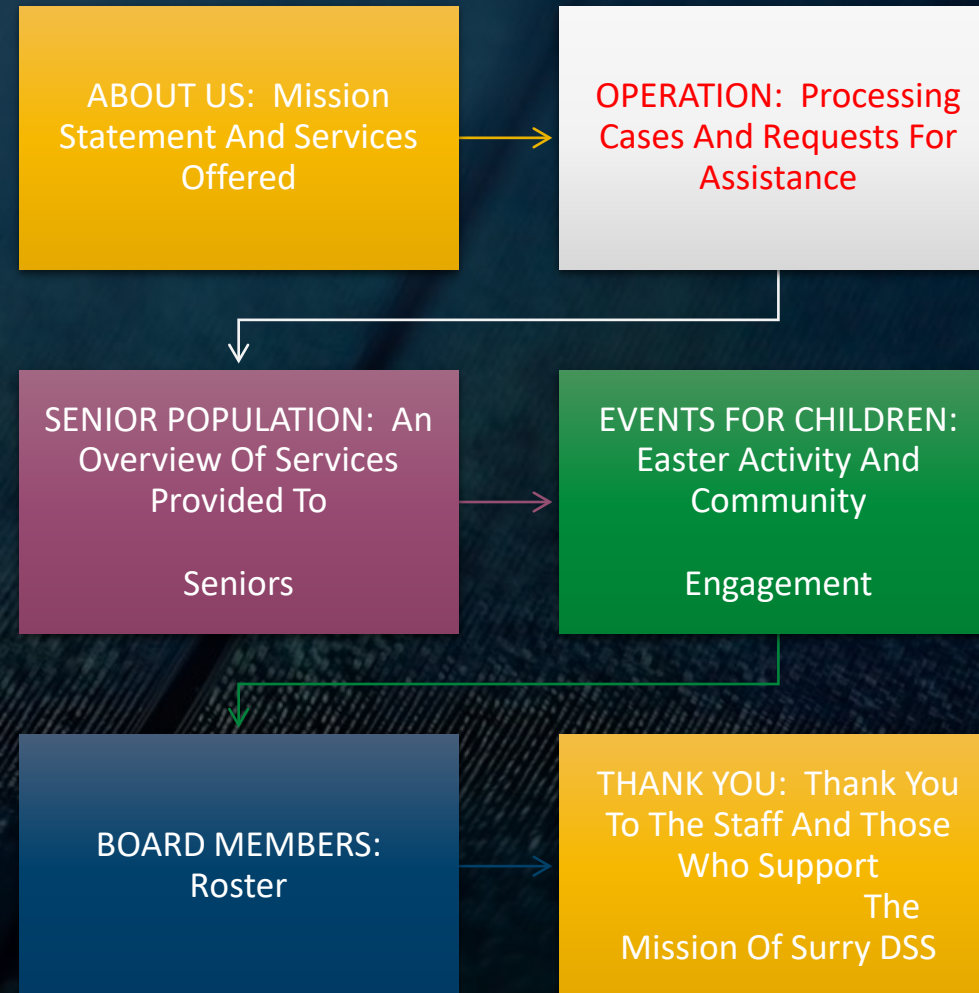 ABOUT US:  Mission
Statement And Services
Offered
OPERATION:  Processing
Cases And Requests For
Assistance
SENIOR POPULATION:  An
Overview Of Services
Provided To
Seniors
EVENTS FOR CHILDREN:
Easter Activity And
Community
Engagement
BOARD MEMBERS:
Roster
THANK YOU:  Thank You
To The Staff And Those
Who Support
The
Mission Of Surry DSS